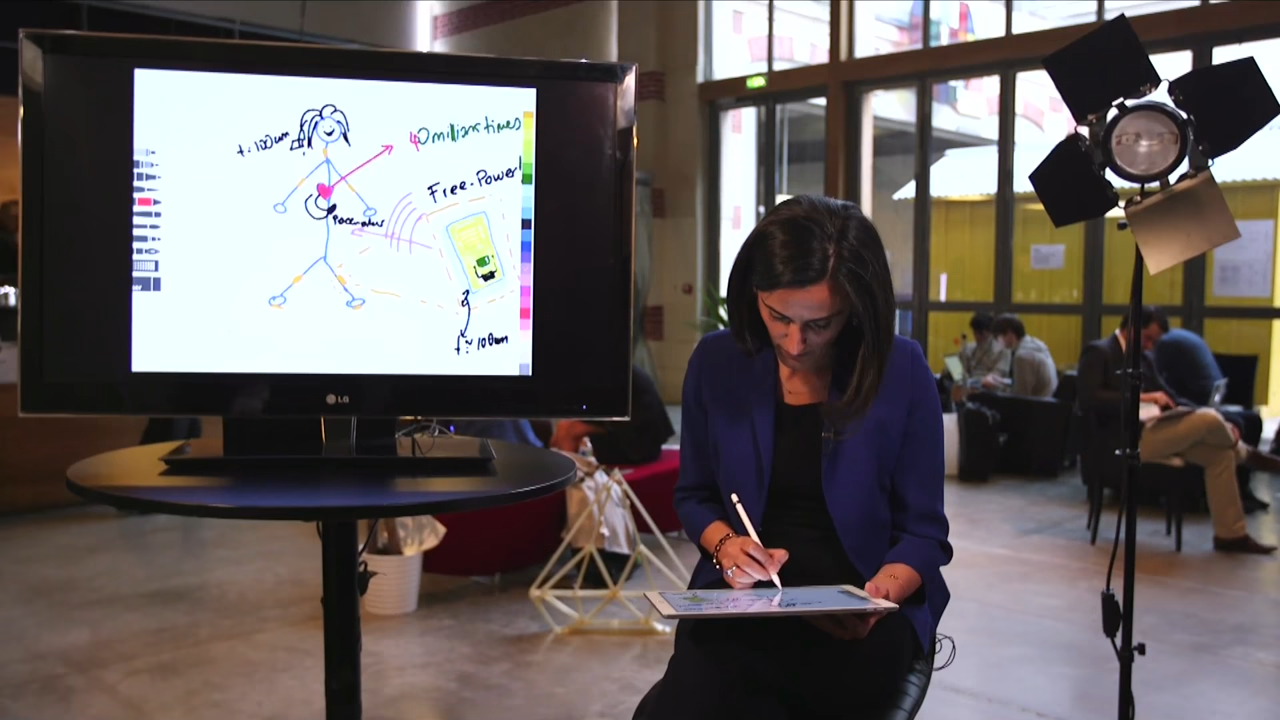 t~100um
40 millions times
Free-Power!
Pacemaker
t~100um
LG